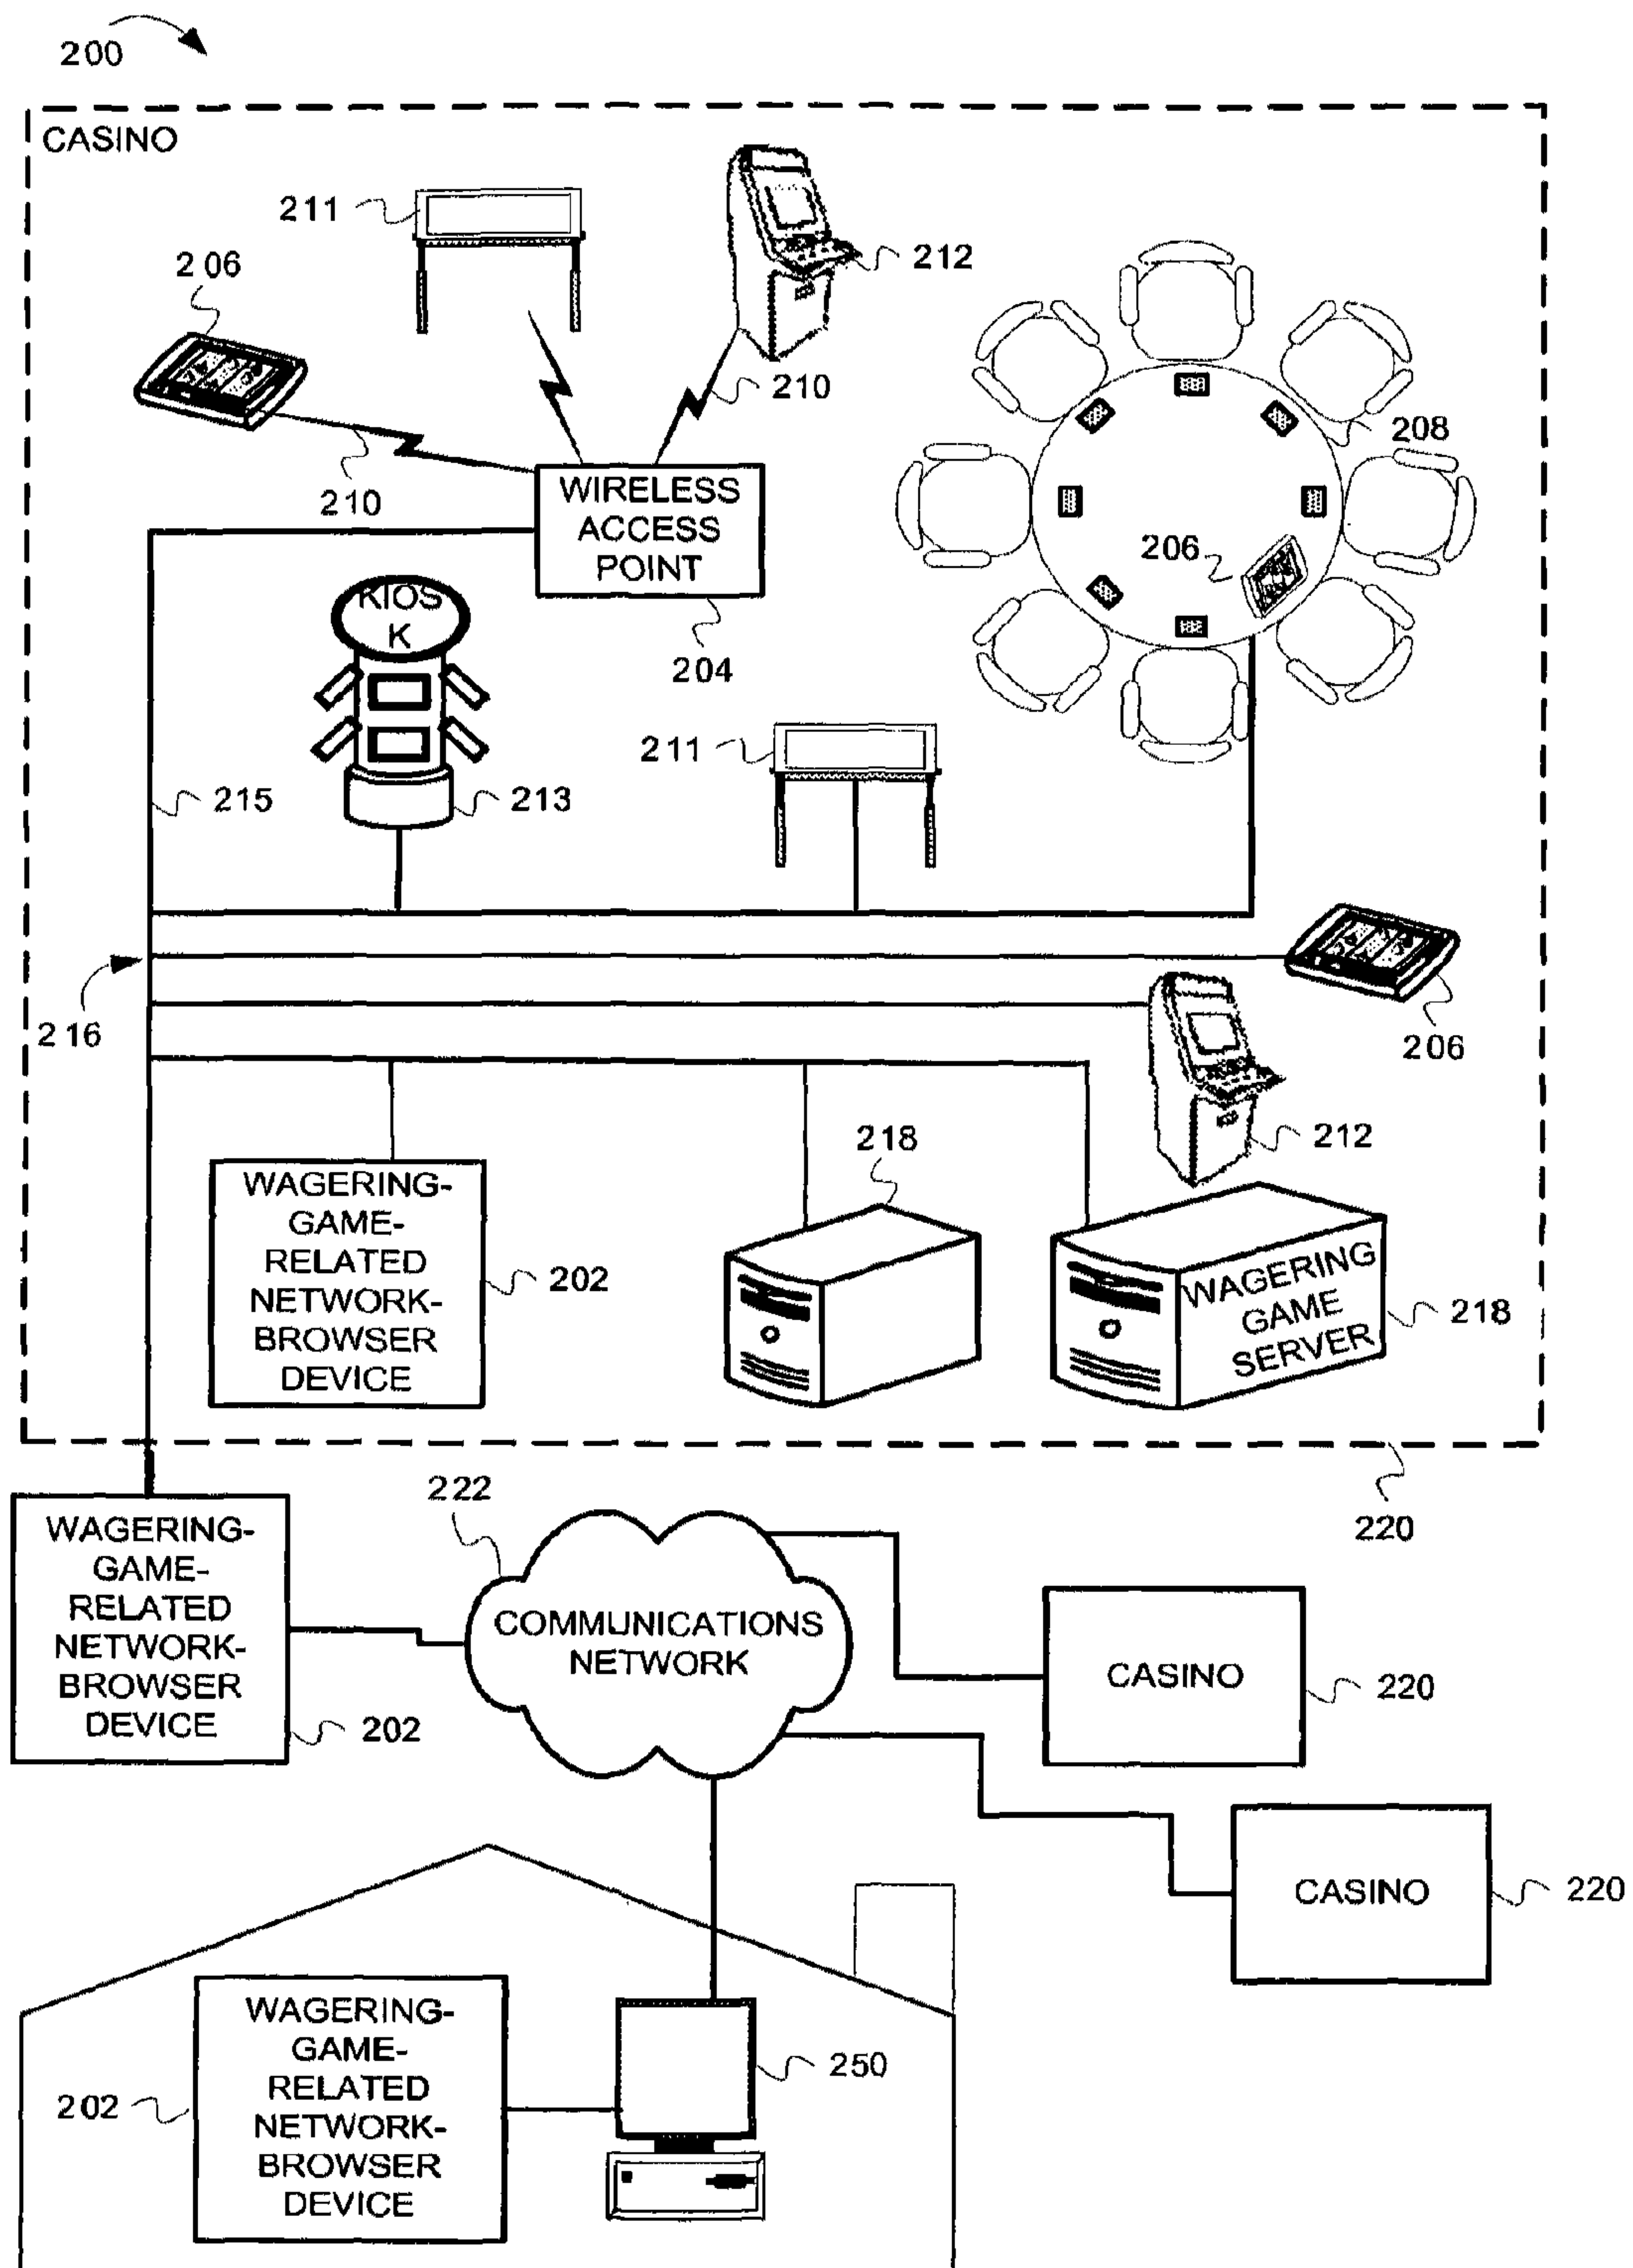 200
CASINO
211
212
206
210
208
210
WIRELESS
ACCESS
POINT
206
KIOS
K
204
211
215
213
216
206
218
212
WAGERING-
GAME-
RELATED
NETWORK-
BROWSER
DEVICE
202
WAGERING
GAME
SERVER
218
222
220
WAGERING-
GAME-
RELATED
NETWORK-
BROWSER
DEVICE
202
COMMUNICATIONS
NETWORK
CASINO
220
CASINO
220
WAGERING-
GAME-
RELATED
NETWORK-
BROWSER
DEVICE
202
250